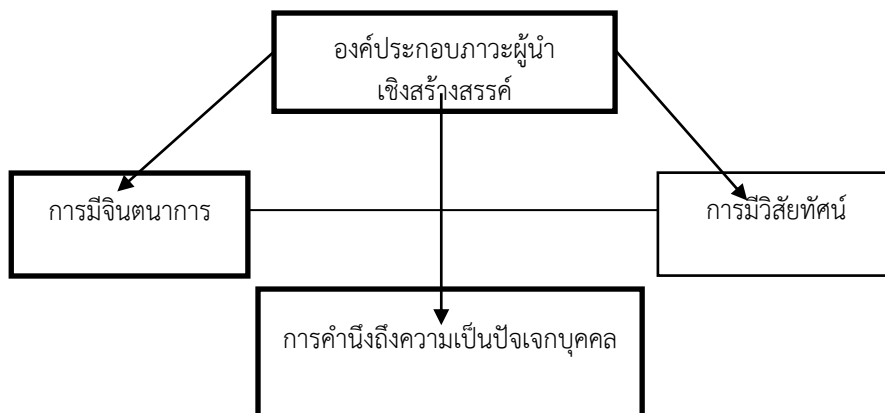 องค์ประกอบภาวะผู้นำ
เชิงสร้างสรรค์
การมีจินตนาการ
การมีวิสัยทัศน์
การคำนึงถึงความเป็นปัจเจกบุคคล